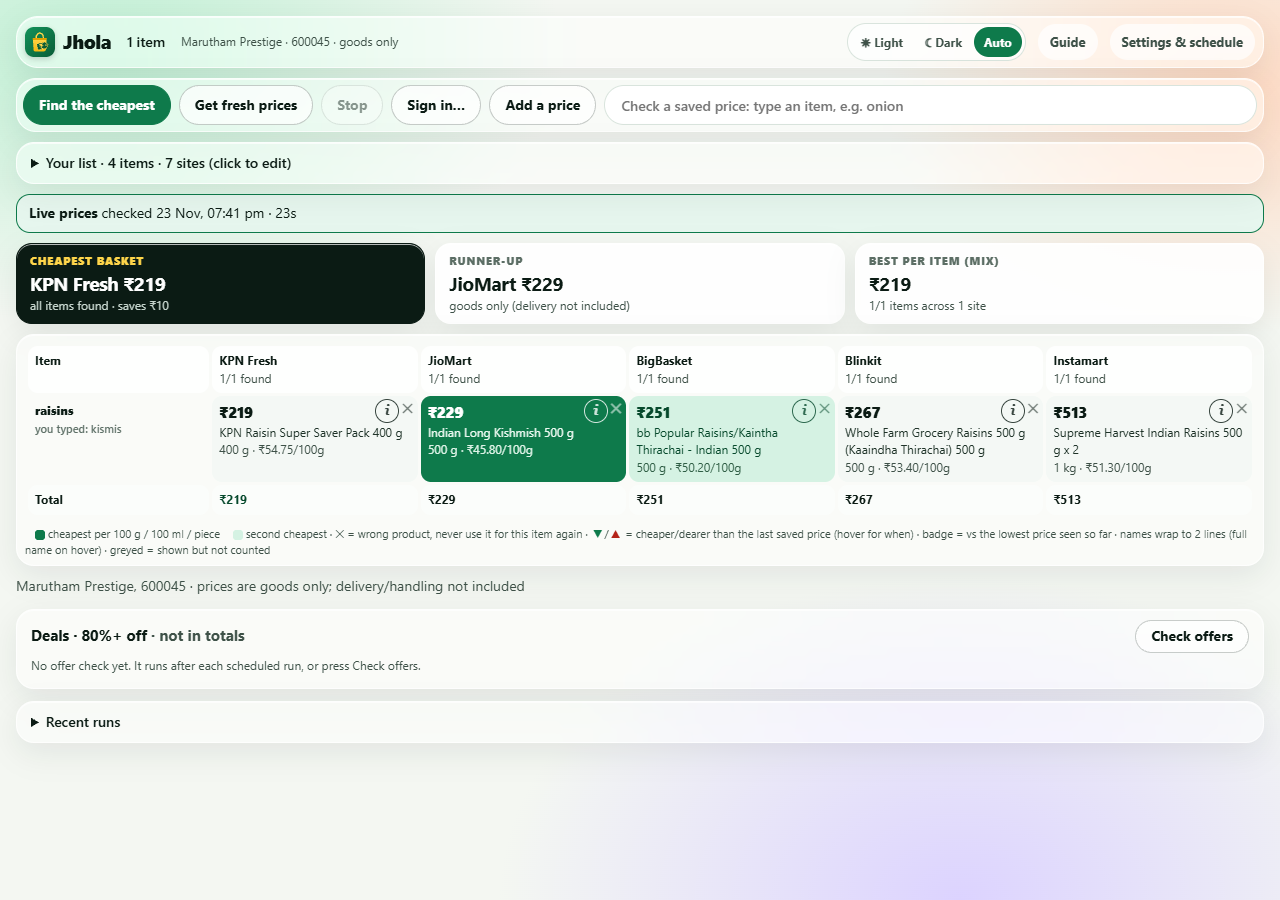 Jhola 1 item Marutham Prestige · 600045 · goods only
☀ Light ☾ Dark Auto Guide Settings & schedule
Find the cheapest Get fresh prices Stop Sign in... Add a price Check a saved price: type an item, e.g. onion
▶ Your list · 4 items · 7 sites (click to edit)
Live prices checked 23 Nov, 07:41 pm · 23s
CHEAPEST BASKET
KPN Fresh ₹219
all items found · saves ₹10
RUNNER-UP
JioMart ₹229
goods only (delivery not included)
BEST PER ITEM (MIX)
₹219
1/1 items across 1 site
Item KPN Fresh JioMart BigBasket Blinkit Instamart
1/1 found 1/1 found 1/1 found 1/1 found 1/1 found
raisins
you typed: kismis
₹219 i ×
KPN Raisin Super Saver Pack 400 g
400 g · ₹54.75/100g
₹229 i ×
Indian Long Kishmish 500 g
500 g · ₹45.80/100g
₹251 i ×
bb Popular Raisins/Kaintha
Thirachai - Indian 500 g
500 g · ₹50.20/100g
₹267 i ×
Whole Farm Grocery Raisins 500 g
(Kaaindha Thirachai) 500 g
500 g · ₹53.40/100g
₹513 i ×
Supreme Harvest Indian Raisins 500
g x 2
1 kg · ₹51.30/100g
Total ₹219 ₹229 ₹251 ₹267 ₹513
cheapest per 100 g / 100 ml / piece second cheapest · × = wrong product, never use it for this item again · ▼/▲ = cheaper/dearer than the last saved price (hover for when) · badge = vs the lowest price seen so far · names wrap to 2 lines (full
name on hover) · greyed = shown but not counted
Marutham Prestige, 600045 · prices are goods only; delivery/handling not included
Deals · 80%+ off · not in totals Check offers
No offer check yet. It runs after each scheduled run, or press Check offers.
▶ Recent runs